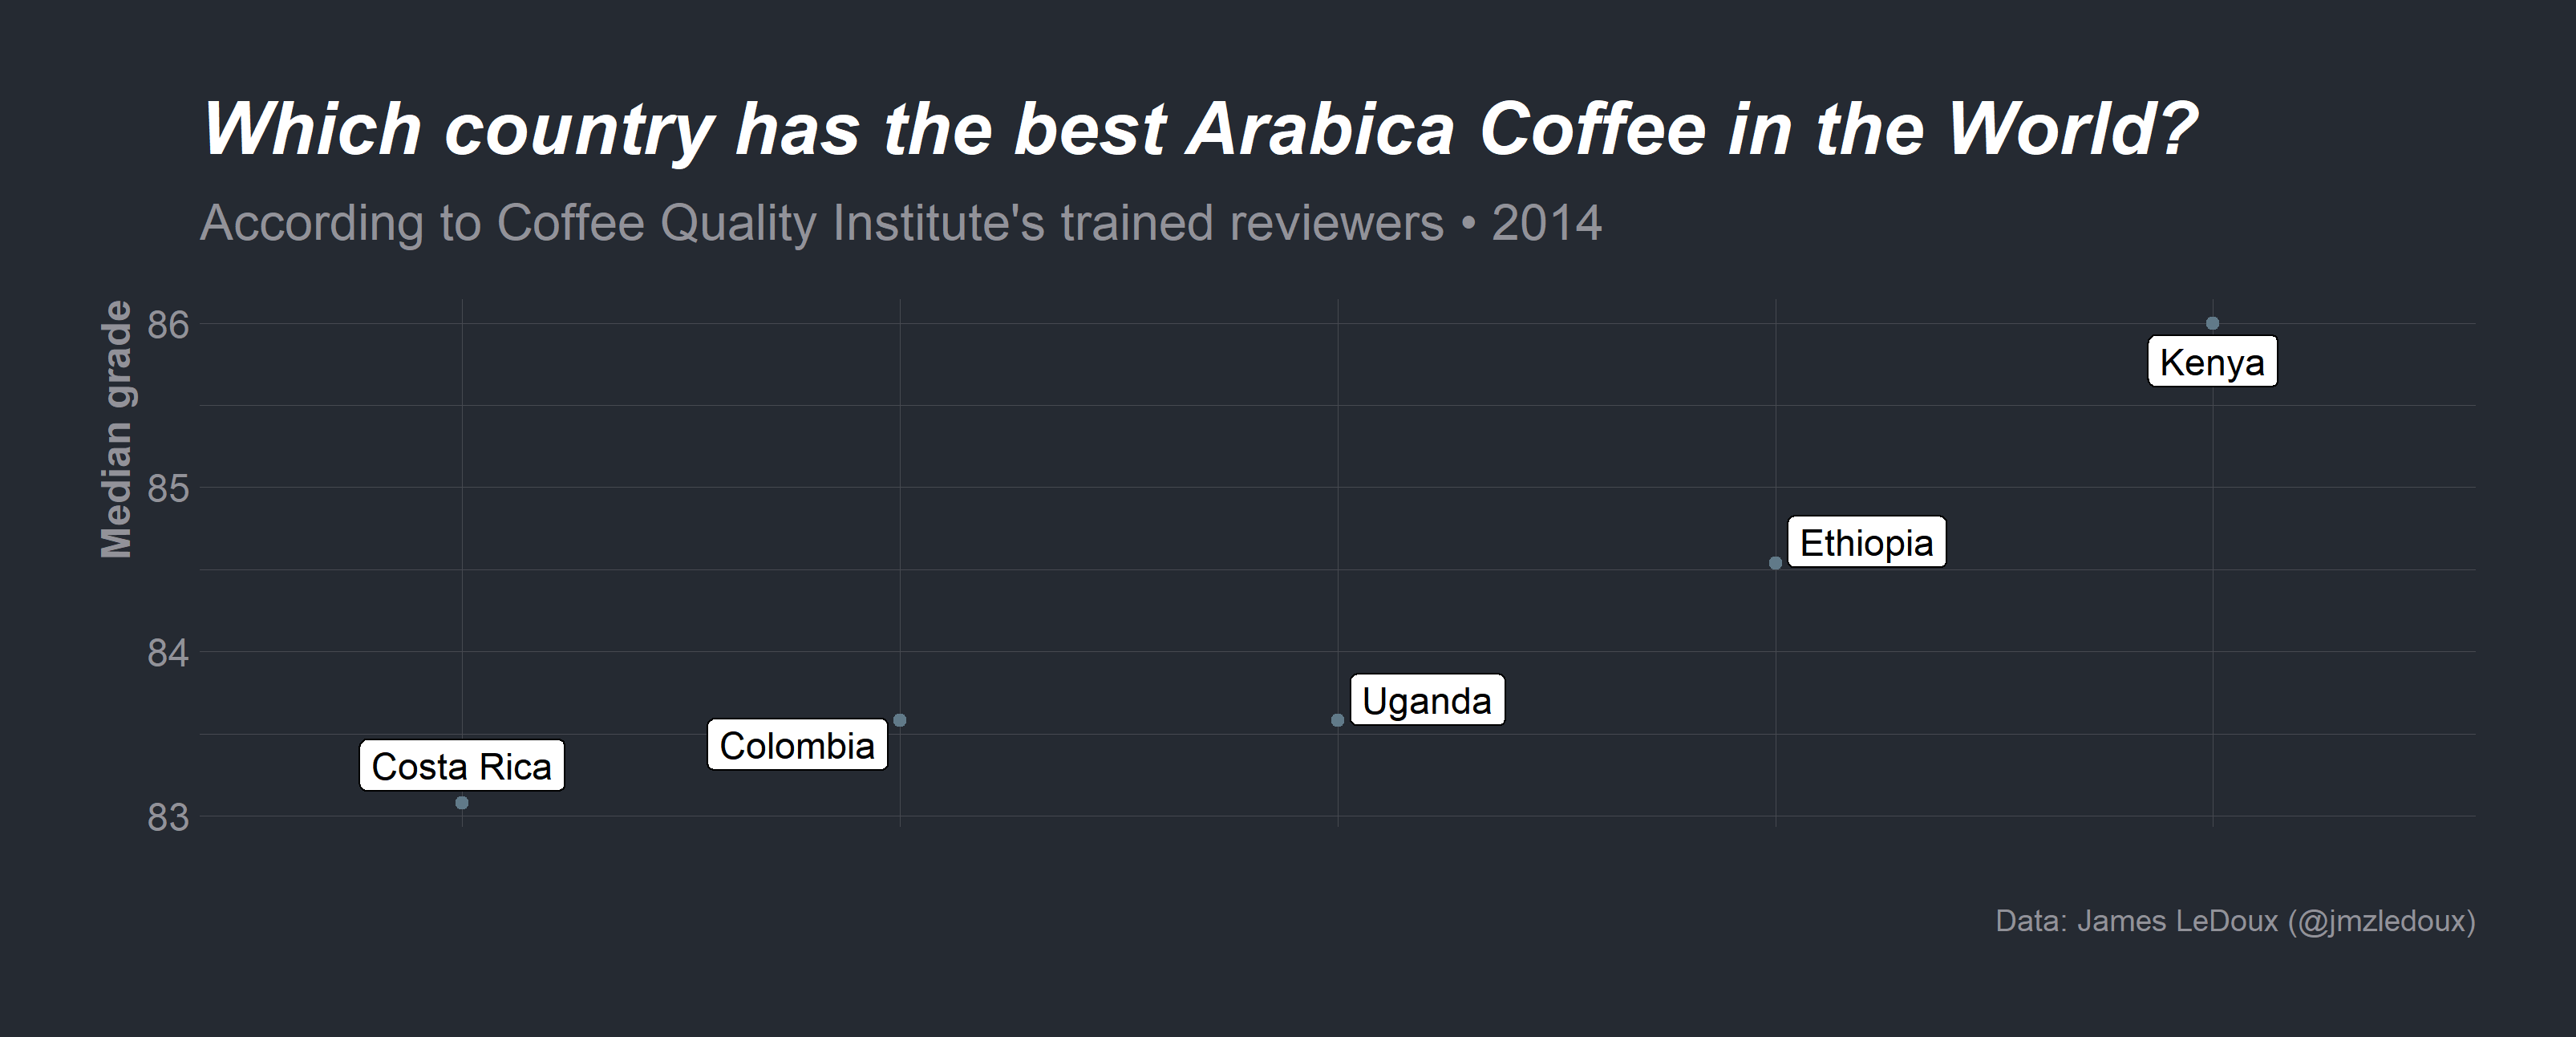 Which country has the best Arabica Coffee in the World?
According to Coffee Quality Institute's trained reviewers • 2014
Median grade
86
85
84
83
Kenya
Ethiopia
Uganda
Colombia
Costa Rica
Data: James LeDoux (@jmzledoux)